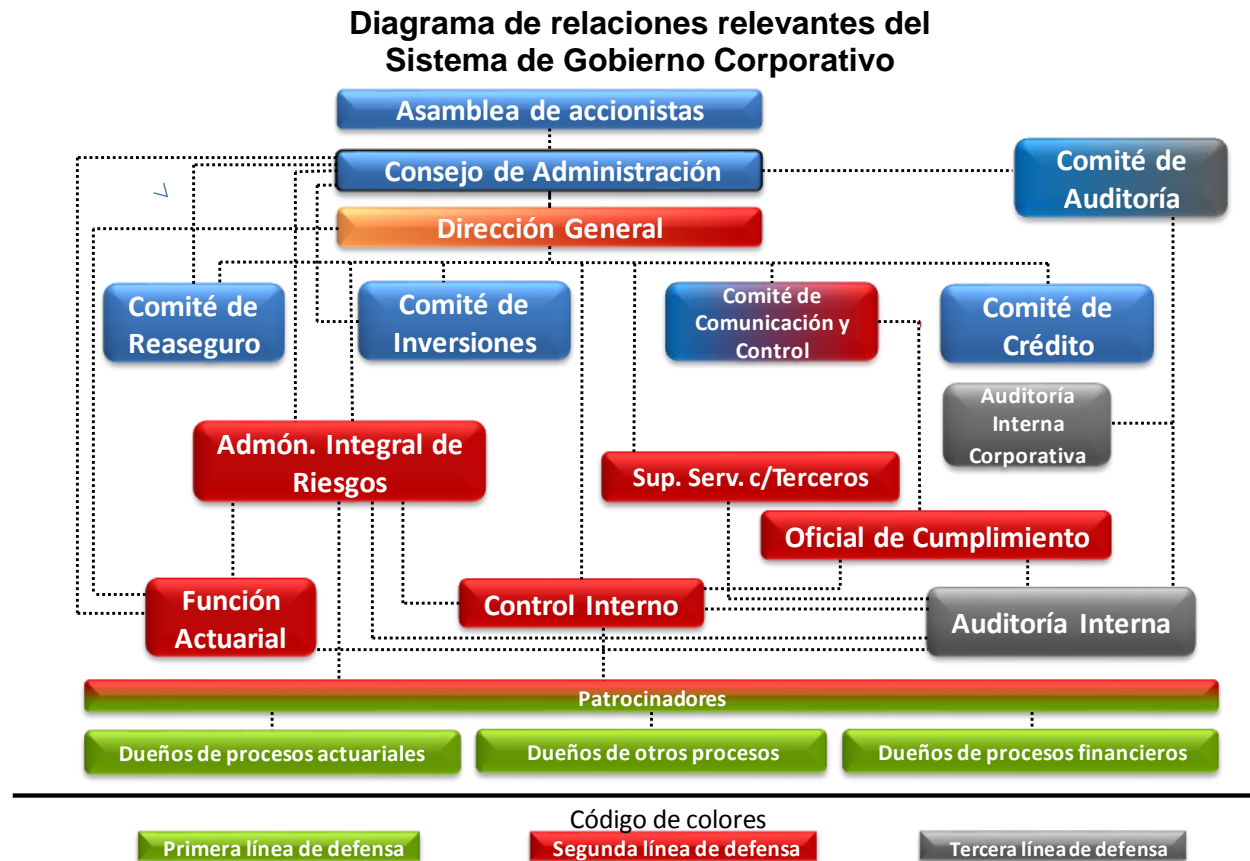 Diagrama de relaciones relevantes del
Sistema de Gobierno Corporativo
Asamblea de accionistas
Consejo de Administración
Comité de
Auditoría
Dirección General
Comité de
Reaseguro
Comité de
Inversiones
Comité de
Comunicación y
Control
Comité de
Crédito
Auditoría
Interna
Corporativa
Admón. Integral de
Riesgos
Sup. Serv. c/Terceros
Oficial de Cumplimiento
Función
Actuarial
Control Interno
Auditoría Interna
Patrocinadores
Dueños de procesos actuariales
Dueños de otros procesos
Dueños de procesos financieros
Código de colores
Primera línea de defensa
Segunda línea de defensa
Tercera línea de defensa